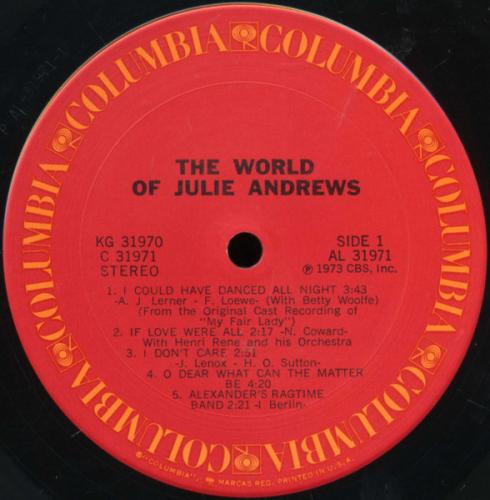 COLUMBIA COLUMBIA COLUMBIA COLUMBIA COLUMBIA COLUMBIA
THE WORLD
OF JULIE ANDREWS
KG 31970
C 31971
STEREO
SIDE 1
AL 31971
℗ 1973 CBS, Inc.
1. I COULD HAVE DANCED ALL NIGHT 3:43
-A. J Lerner - F. Loewe- (With Betty Woolfe)
(From the Original Cast Recording of
"My Fair Lady")
2. IF LOVE WERE ALL 2:17 -N. Coward-
With Henri Rene and his Orchestra
3. I DON'T CARE 2:51
-J. Lenox - H. O. Sutton-
4. O DEAR WHAT CAN THE MATTER
BE 4:20
5. ALEXANDER'S RAGTIME
BAND 2:21 -I Berlin-
®"COLUMBIA", MARCAS REG. PRINTED IN U.S.A.